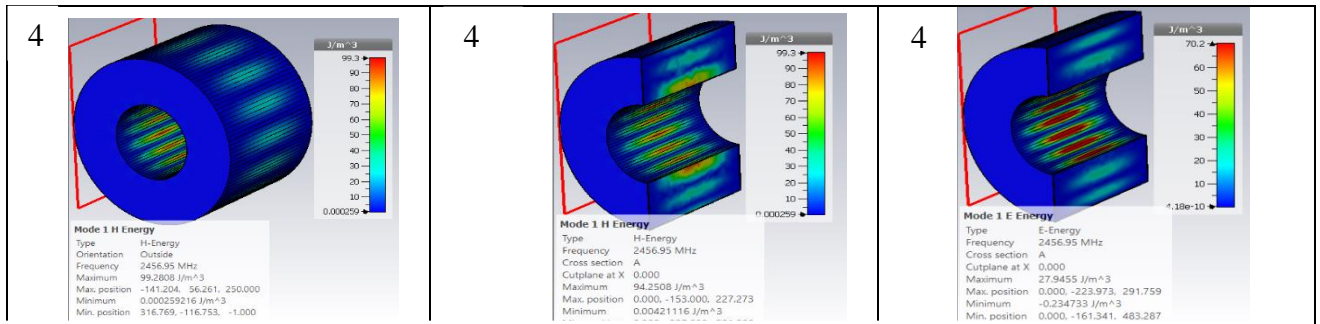 4
J/m^3
99.3
90
80
70
60
50
40
30
20
10
0.000259
Mode 1 H Energy
Type H-Energy
Orientation Outside
Frequency 2456.95 MHz
Maximum 99.2808 J/m^3
Max. position -141.204, 56.261, 250.000
Minimum 0.000259216 J/m^3
Min. position 316.769, -116.753, -1.000
4
J/m^3
99.3
90
80
70
60
50
40
30
20
10
0.000259
Mode 1 H Energy
Type H-Energy
Frequency 2456.95 MHz
Cross section A
Cutplane at X 0.000
Maximum 94.2508 J/m^3
Max. position 0.000, -153.000, 227.273
Minimum 0.00421116 J/m^3
4
J/m^3
70.2
60
50
40
30
20
10
4.18e-10
Mode 1 E Energy
Type E-Energy
Frequency 2456.95 MHz
Cross section A
Cutplane at X 0.000
Maximum 27.9455 J/m^3
Max. position 0.000, -223.973, 291.759
Minimum -0.234733 J/m^3
Min. position 0.000, -161.341, 483.287